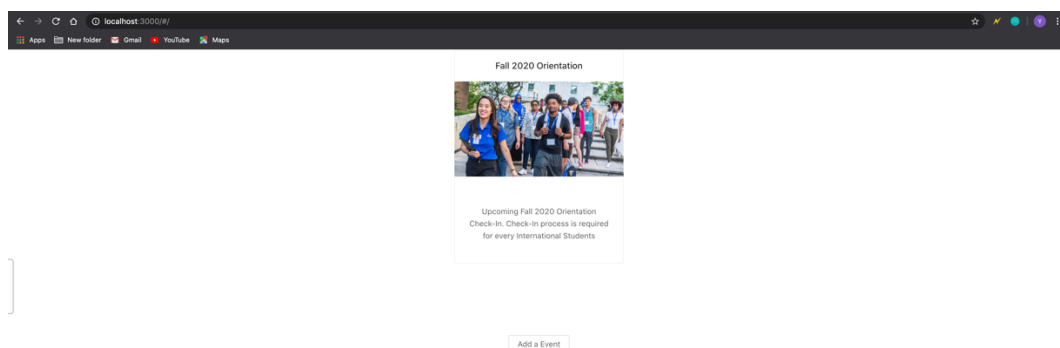 localhost:3000/#/
Apps New folder Gmail YouTube Maps
Fall 2020 Orientation
Upcoming Fall 2020 Orientation
Check-In. Check-In process is required
for every International Students
Add a Event